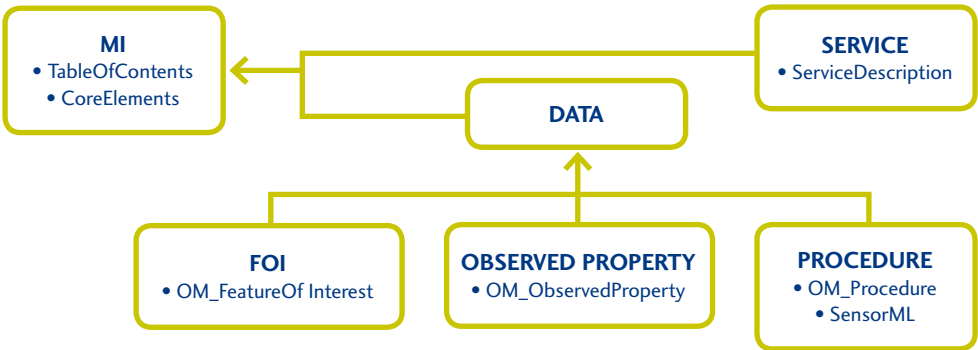 MI
• TableOfContents
• CoreElements
SERVICE
• ServiceDescription
DATA
FOI
• OM_FeatureOf Interest
OBSERVED PROPERTY
• OM_ObservedProperty
PROCEDURE
• OM_Procedure
• SensorML